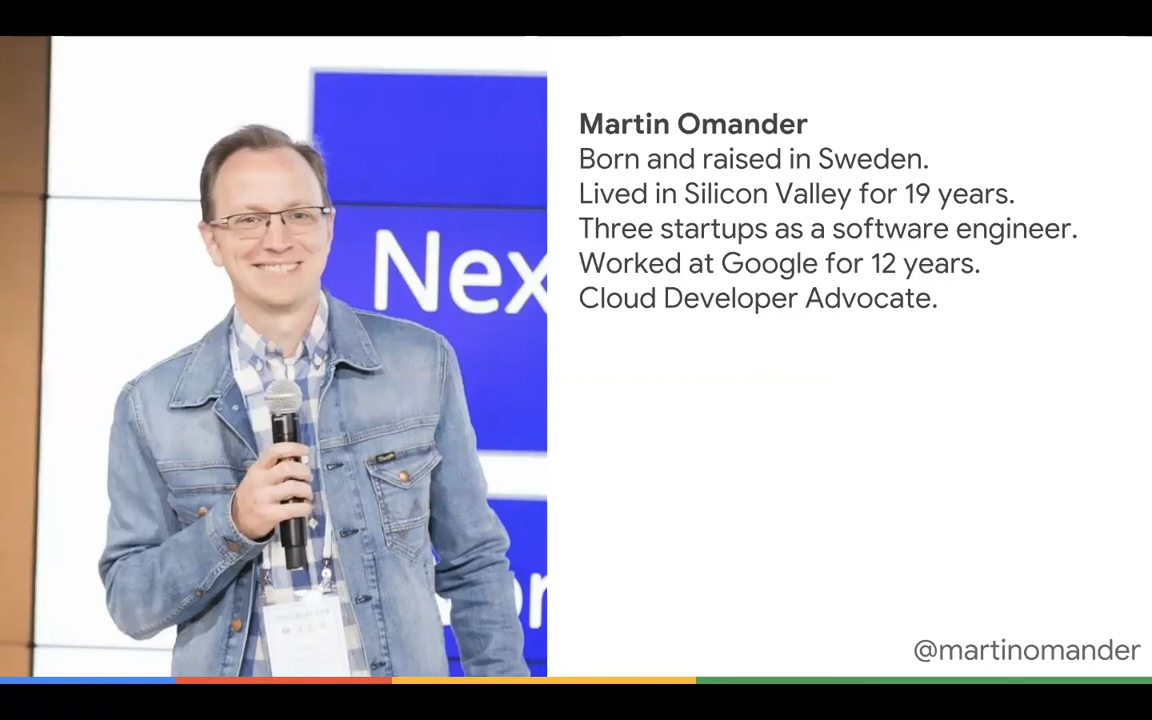 Nex
Martin Omander
Born and raised in Sweden.
Lived in Silicon Valley for 19 years.
Three startups as a software engineer.
Worked at Google for 12 years.
Cloud Developer Advocate.
@martinomander